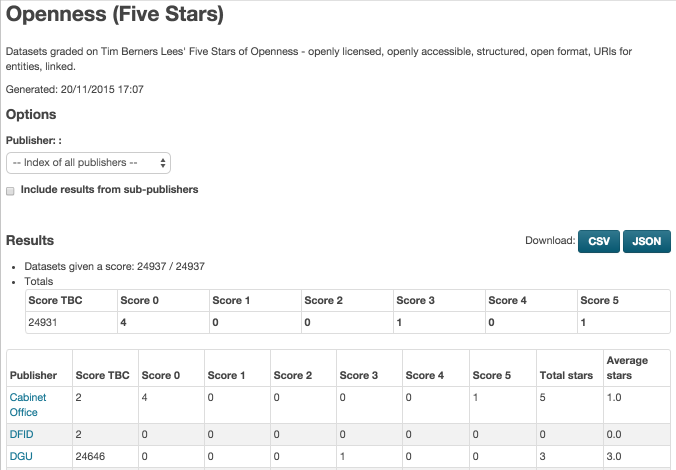 Openness (Five Stars)
Datasets graded on Tim Berners Lees' Five Stars of Openness - openly licensed, openly accessible, structured, open format, URIs for
entities, linked.
Generated: 20/11/2015 17:07
Options
Publisher: :
-- Index of all publishers --
Include results from sub-publishers
Results
Download: CSV JSON
Datasets given a score: 24937 / 24937
Totals
Score TBC Score 0 Score 1 Score 2 Score 3 Score 4 Score 5
24931 4 0 0 1 0 1
Publisher Score TBC Score 0 Score 1 Score 2 Score 3 Score 4 Score 5 Total stars Average stars
Cabinet Office 2 4 0 0 0 0 1 5 1.0
DFID 2 0 0 0 0 0 0 0 0.0
DGU 24646 0 0 0 1 0 0 3 3.0